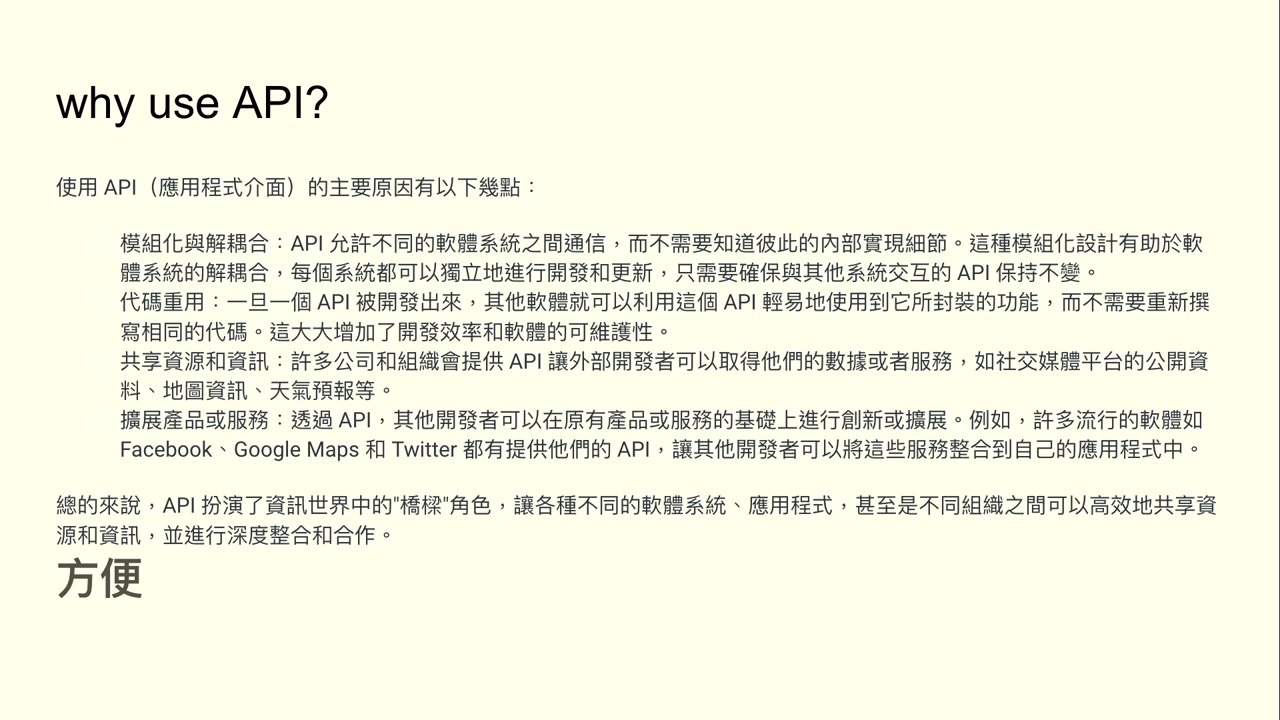 why use API?
使用 API（應用程式介面）的主要原因有以下幾點：
模組化與解耦合：API 允許不同的軟體系統之間通信，而不需要知道彼此的內部實現細節。這種模組化設計有助於軟
體系統的解耦合，每個系統都可以獨立地進行開發和更新，只需要確保與其他系統交互的 API 保持不變。
代碼重用：一旦一個 API 被開發出來，其他軟體就可以利用這個 API 輕易地使用到它所封裝的功能，而不需要重新撰
寫相同的代碼。這大大增加了開發效率和軟體的可維護性。
共享資源和資訊：許多公司和組織會提供 API 讓外部開發者可以取得他們的數據或者服務，如社交媒體平台的公開資
料、地圖資訊、天氣預報等。
擴展產品或服務：透過 API，其他開發者可以在原有產品或服務的基礎上進行創新或擴展。例如，許多流行的軟體如
Facebook、Google Maps 和 Twitter 都有提供他們的 API，讓其他開發者可以將這些服務整合到自己的應用程式中。
總的來說，API 扮演了資訊世界中的"橋樑"角色，讓各種不同的軟體系統、應用程式，甚至是不同組織之間可以高效地共享資
源和資訊，並進行深度整合和合作。
方便